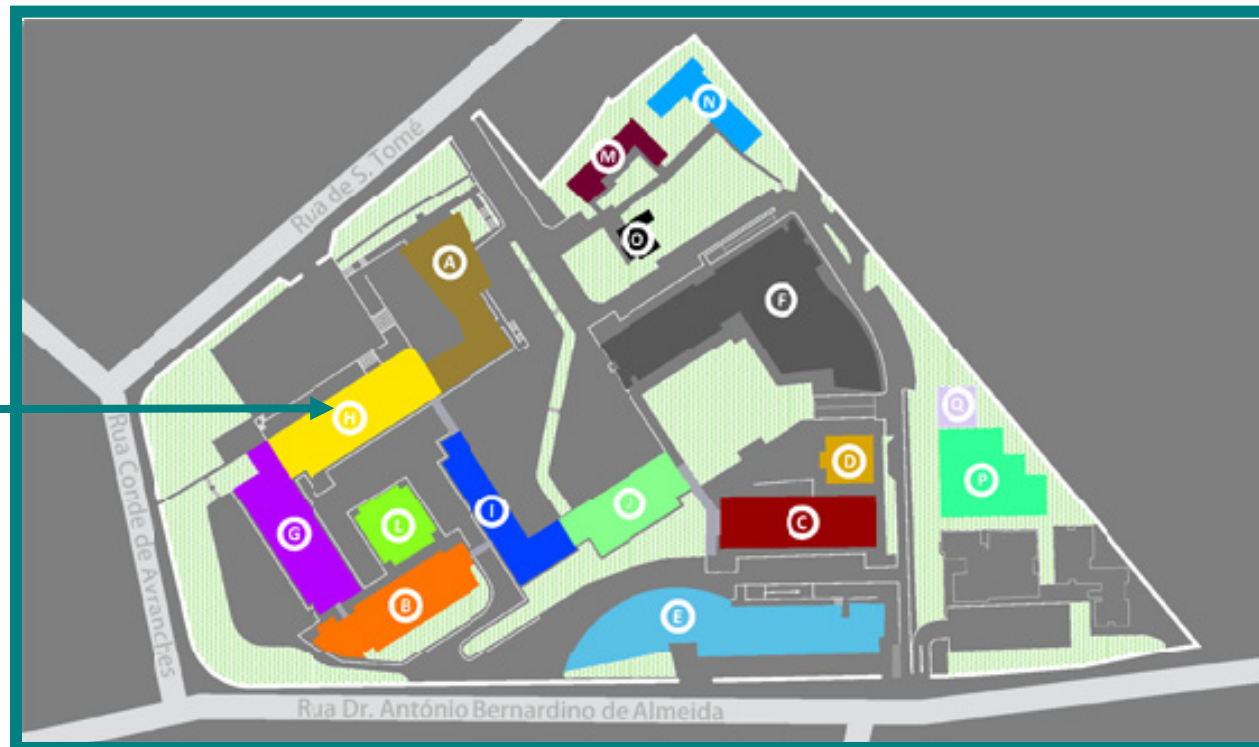 Rua de S. Tomé
N
M
O
A
F
H
Q
D
P
I
J
C
L
G
B
E
Rua Conde de Avranches
Rua Dr. António Bernardino de Almeida